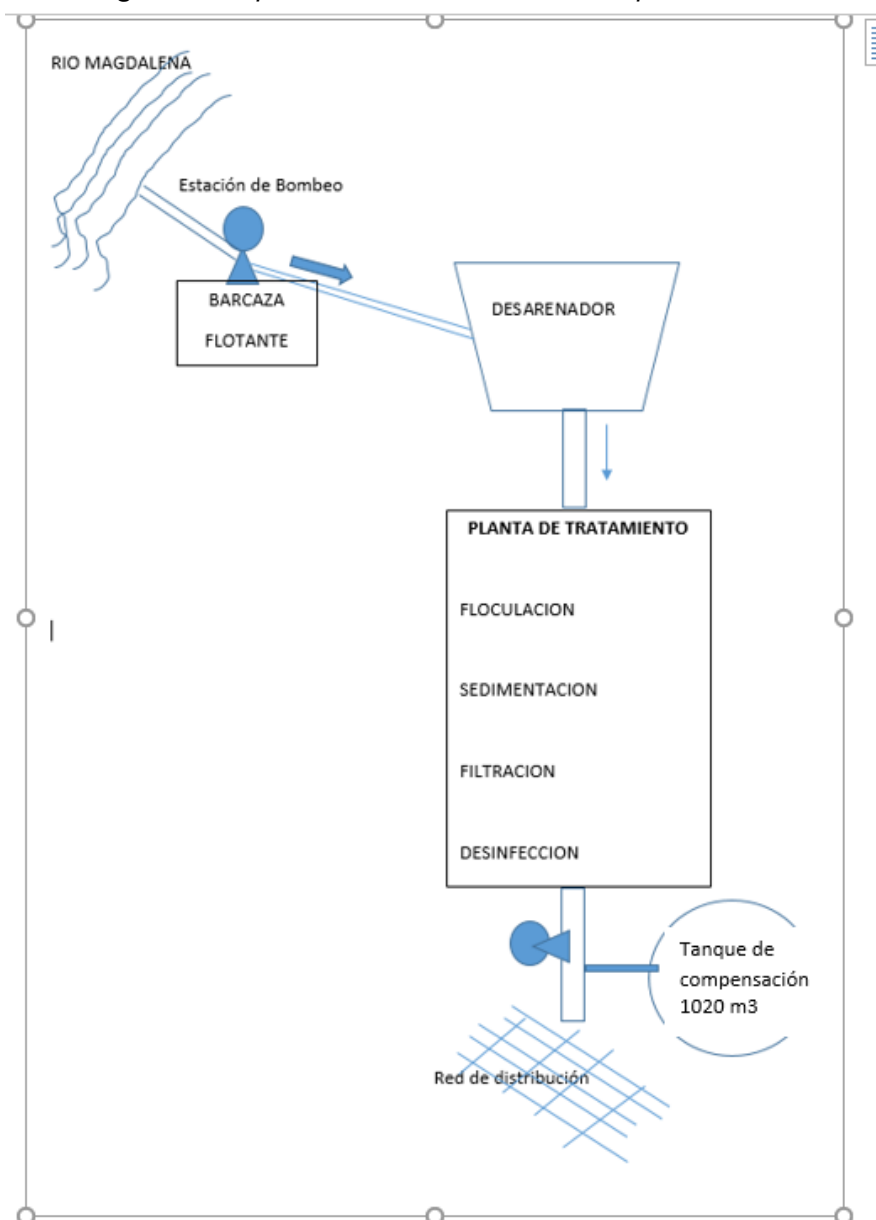 RIO MAGDALENA
Estación de Bombeo
BARCAZA
FLOTANTE
DESARENADOR
PLANTA DE TRATAMIENTO
FLOCULACION
SEDIMENTACION
FILTRACION
DESINFECCION
Tanque de
compensación
1020 m3
Red de distribución